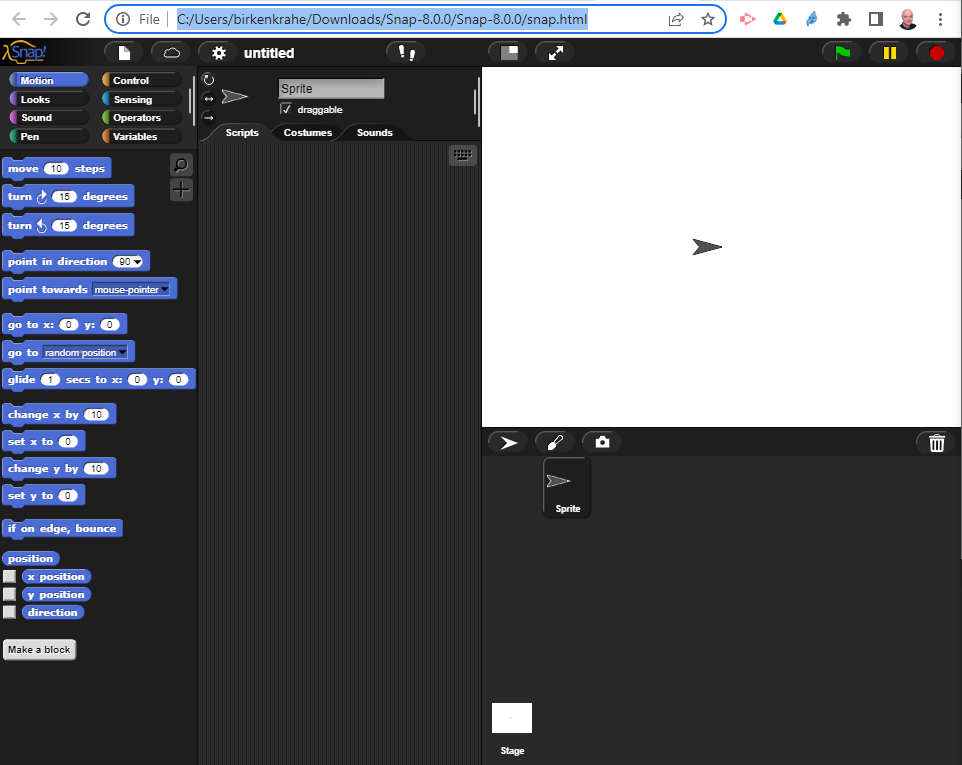 File C:/Users/birkenkrahe/Downloads/Snap-8.0.0/Snap-8.0.0/snap.html
Snap! untitled
Motion Control
Looks Sensing
Sound Operators
Pen Variables
Sprite
draggable
Scripts Costumes Sounds
move 10 steps
turn 15 degrees
turn 15 degrees
point in direction 90
point towards mouse-pointer
go to x: 0 y: 0
go to random position
glide 1 secs to x: 0 y: 0
change x by 10
set x to 0
change y by 10
set y to 0
if on edge, bounce
position
x position
y position
direction
Make a block
Sprite
Stage